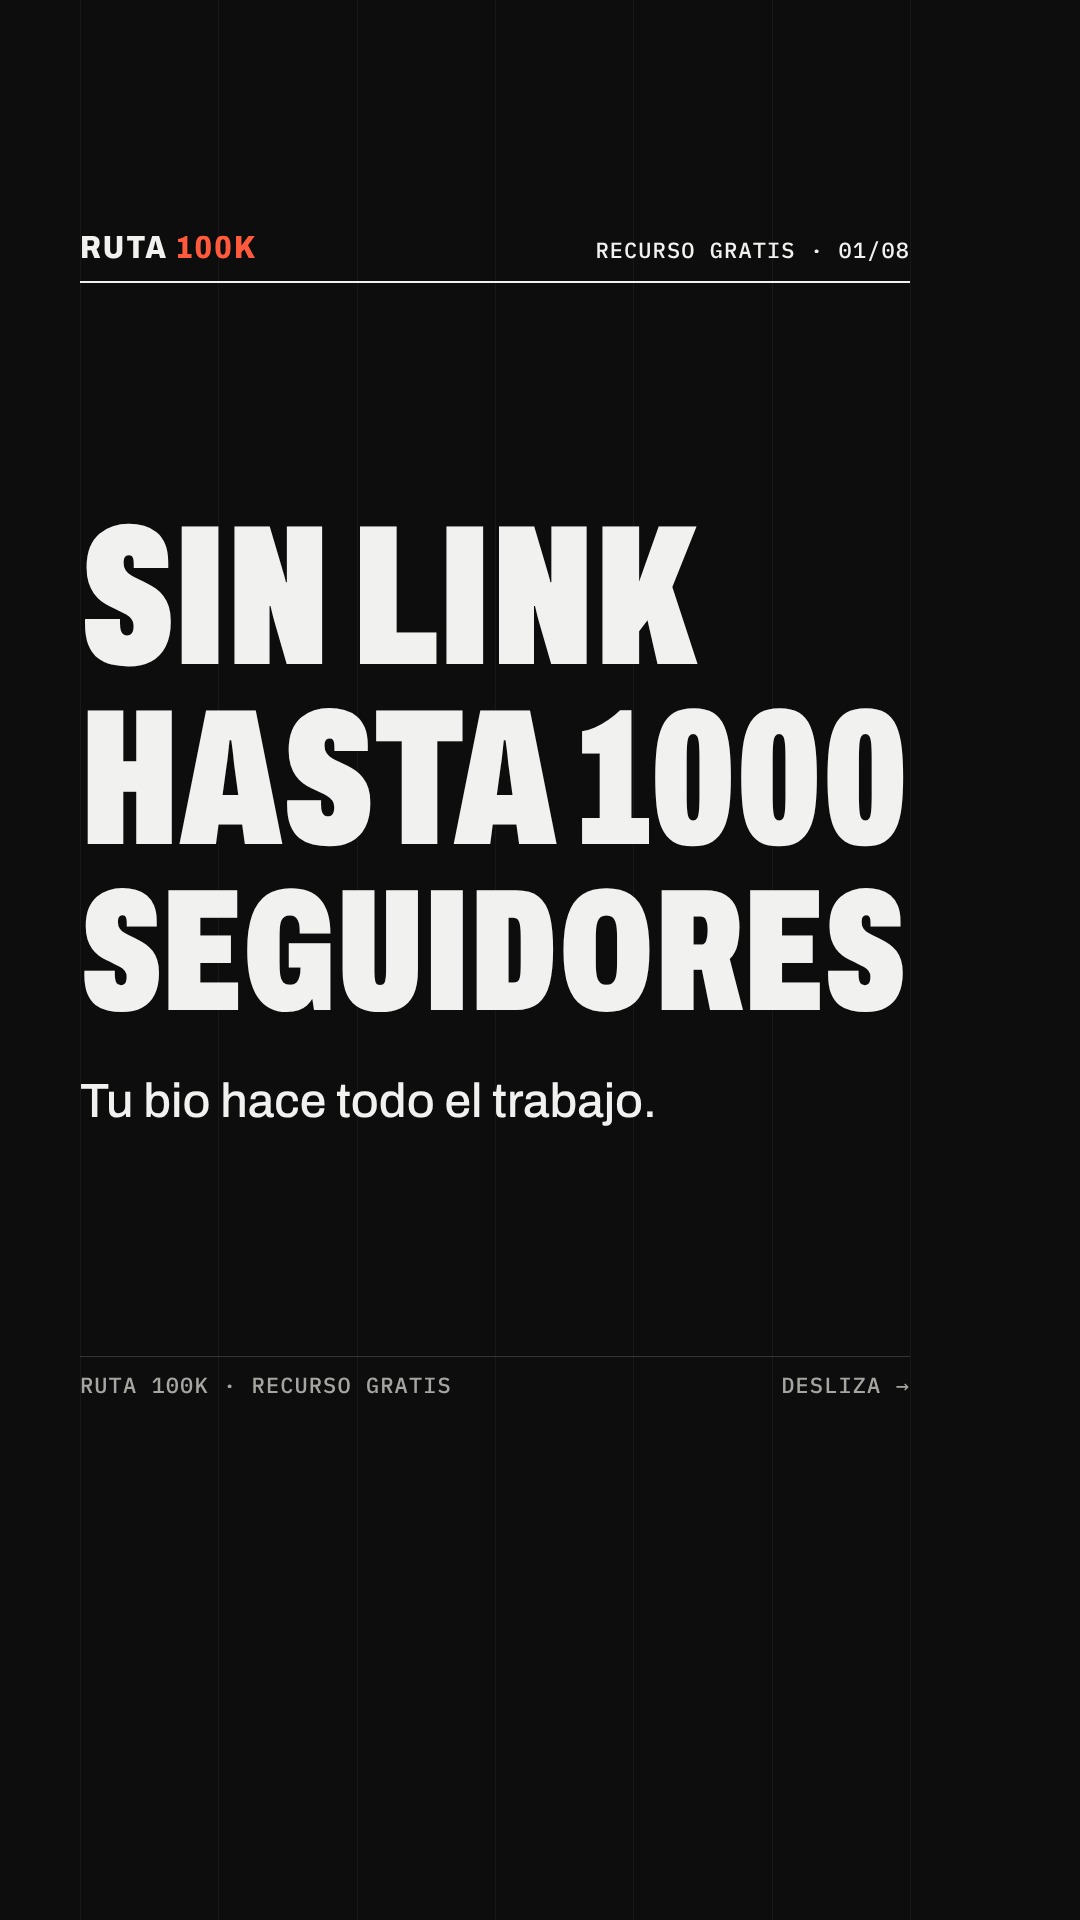 RUTA 100K
RECURSO GRATIS · 01/08
SIN LINK
HASTA 1000
SEGUIDORES
Tu bio hace todo el trabajo.
RUTA 100K · RECURSO GRATIS
DESLIZA →